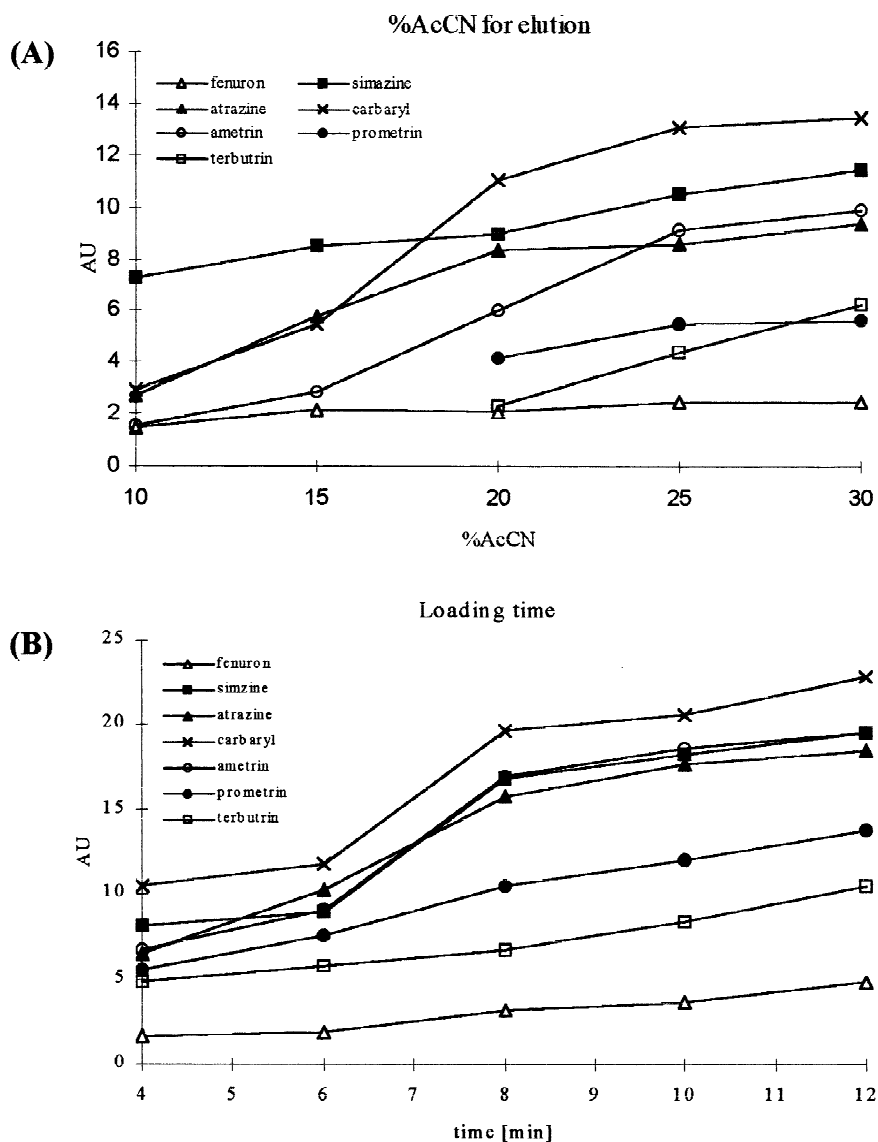 %AcCN for elution
(A)
16
14
12
10
8
6
4
2
0
AU
fenuron
simazine
atrazine
carbaryl
ametrin
prometrin
terbutrin
10 15 20 25 30
%AcCN
Loading time
(B)
25
20
15
10
5
0
AU
fenuron
simzine
atrazine
carbaryl
ametrin
prometrin
terbutrin
4 5 6 7 8 9 10 11 12
time [min]